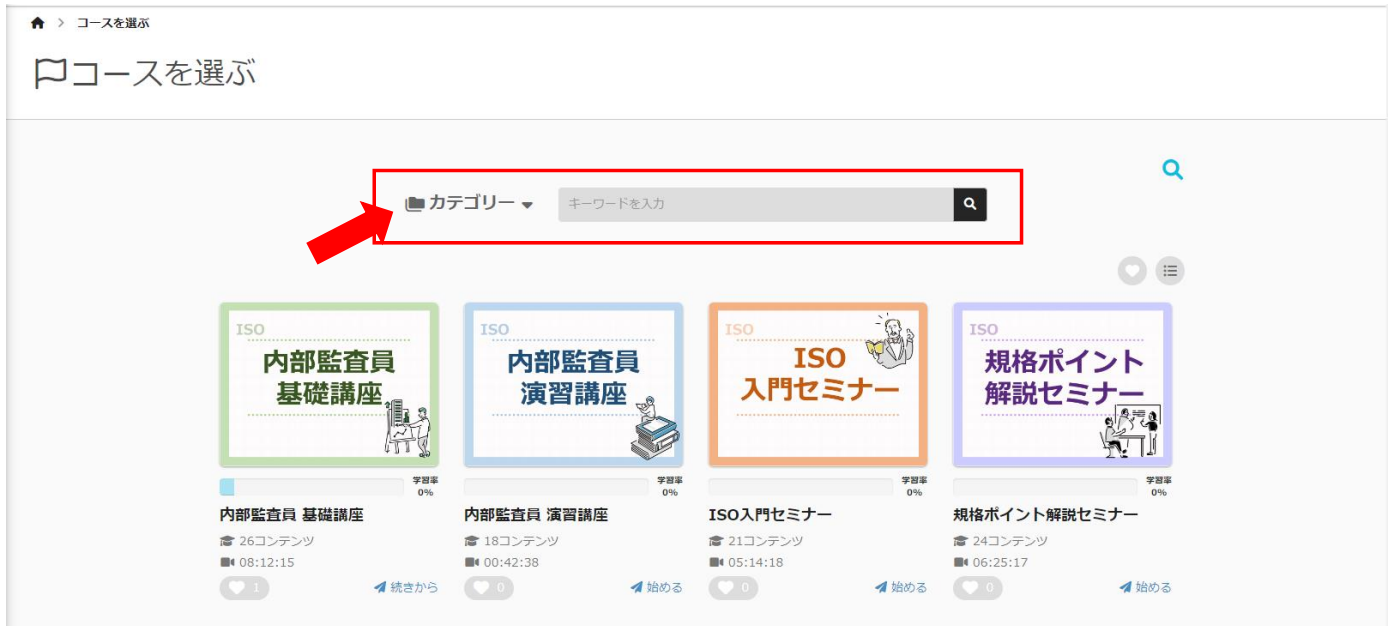 コースを選ぶ
コースを選ぶ
カテゴリー
キーワードを入力
ISO
内部監査員
基礎講座
ISO
内部監査員
演習講座
ISO
ISO
入門セミナー
ISO
規格ポイント
解説セミナー
学習率
0%
学習率
0%
学習率
0%
学習率
0%
内部監査員 基礎講座
内部監査員 演習講座
ISO入門セミナー
規格ポイント解説セミナー
26コンテンツ
18コンテンツ
21コンテンツ
24コンテンツ
08:12:15
00:42:38
05:14:18
06:25:17
1
続きから
0
始める
0
始める
0
始める